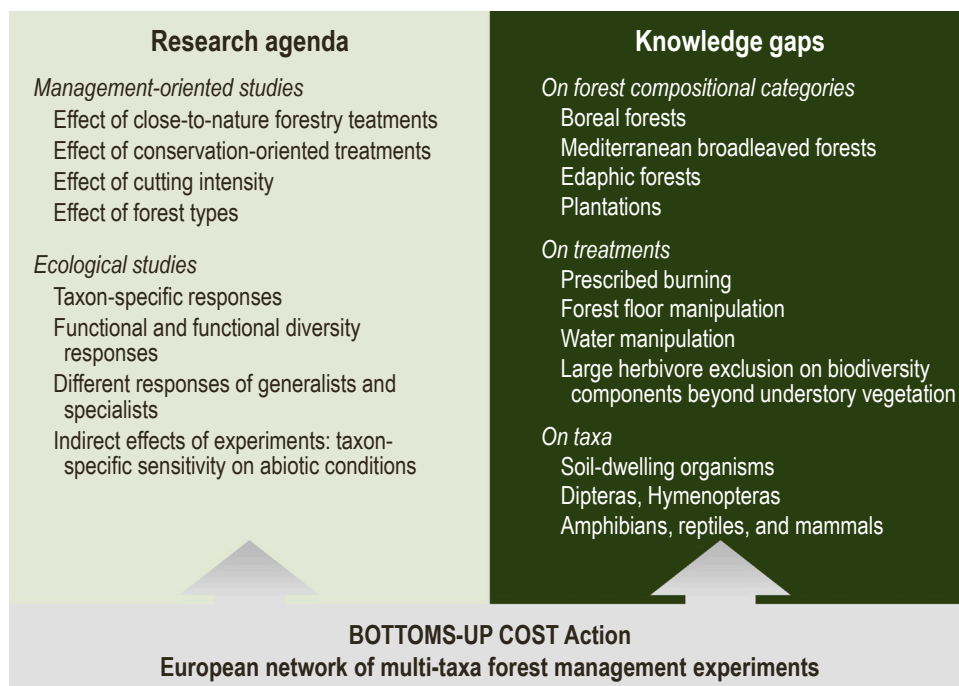 Research agenda
Management-oriented studies
Effect of close-to-nature forestry teatments
Effect of conservation-oriented treatments
Effect of cutting intensity
Effect of forest types
Ecological studies
Taxon-specific responses
Functional and functional diversity
responses
Different responses of generalists and
specialists
Indirect effects of experiments: taxon-
specific sensitivity on abiotic conditions
Knowledge gaps
On forest compositional categories
Boreal forests
Mediterranean broadleaved forests
Edaphic forests
Plantations
On treatments
Prescribed burning
Forest floor manipulation
Water manipulation
Large herbivore exclusion on biodiversity
components beyond understory vegetation
On taxa
Soil-dwelling organisms
Dipteras, Hymenopteras
Amphibians, reptiles, and mammals
BOTTOMS-UP COST Action
European network of multi-taxa forest management experiments